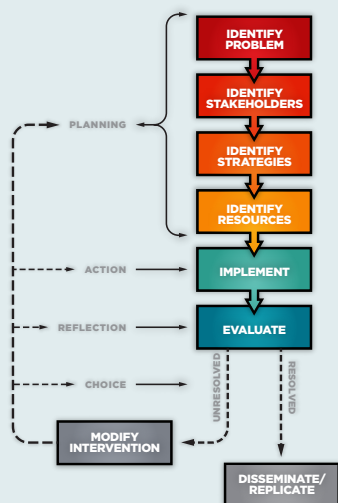 IDENTIFY
PROBLEM
IDENTIFY
STAKEHOLDERS
PLANNING
IDENTIFY
STRATEGIES
IDENTIFY
RESOURCES
ACTION
IMPLEMENT
REFLECTION
EVALUATE
CHOICE
UNRESOLVED
RESOLVED
MODIFY
INTERVENTION
DISSEMINATE/
REPLICATE